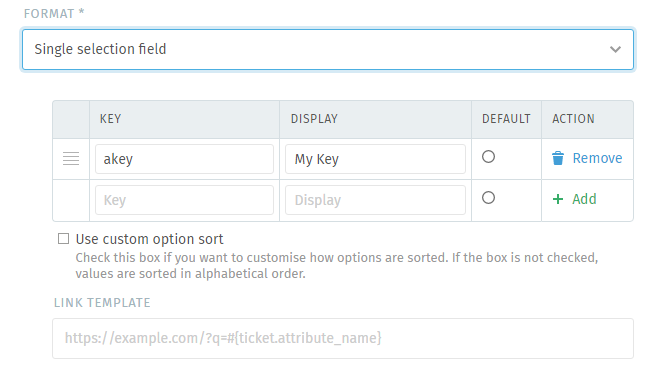 FORMAT *
Single selection field
KEY DISPLAY DEFAULT ACTION
akey My Key Remove
Key Display Add
Use custom option sort
Check this box if you want to customise how options are sorted. If the box is not checked,
values are sorted in alphabetical order.
LINK TEMPLATE
https://example.com/?q=#{ticket.attribute_name}